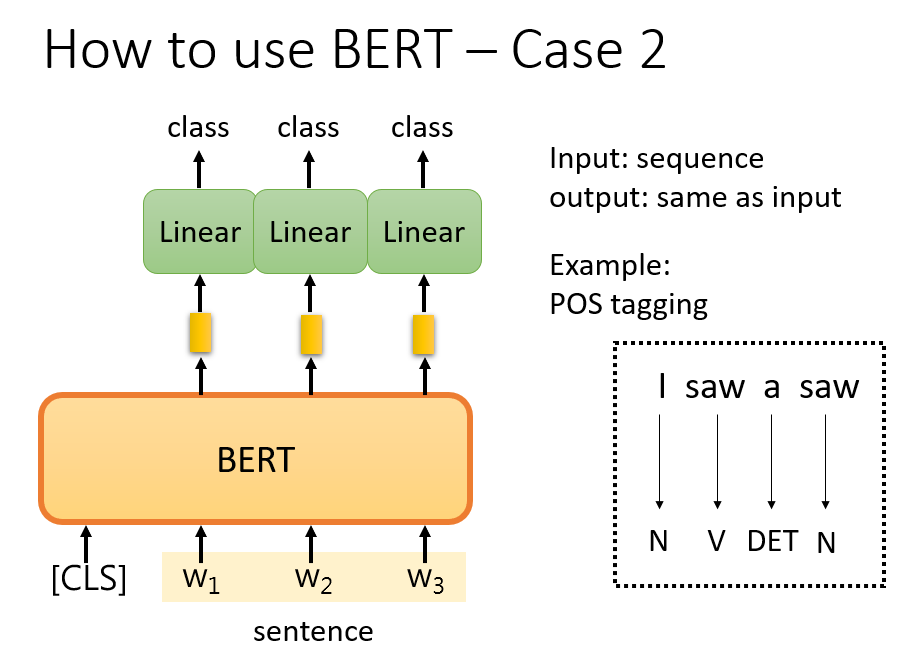 How to use BERT – Case 2
class class class
Linear Linear Linear
BERT
[CLS] w1 w2 w3
sentence
Input: sequence
output: same as input
Example:
POS tagging
I saw a saw
N V DET N